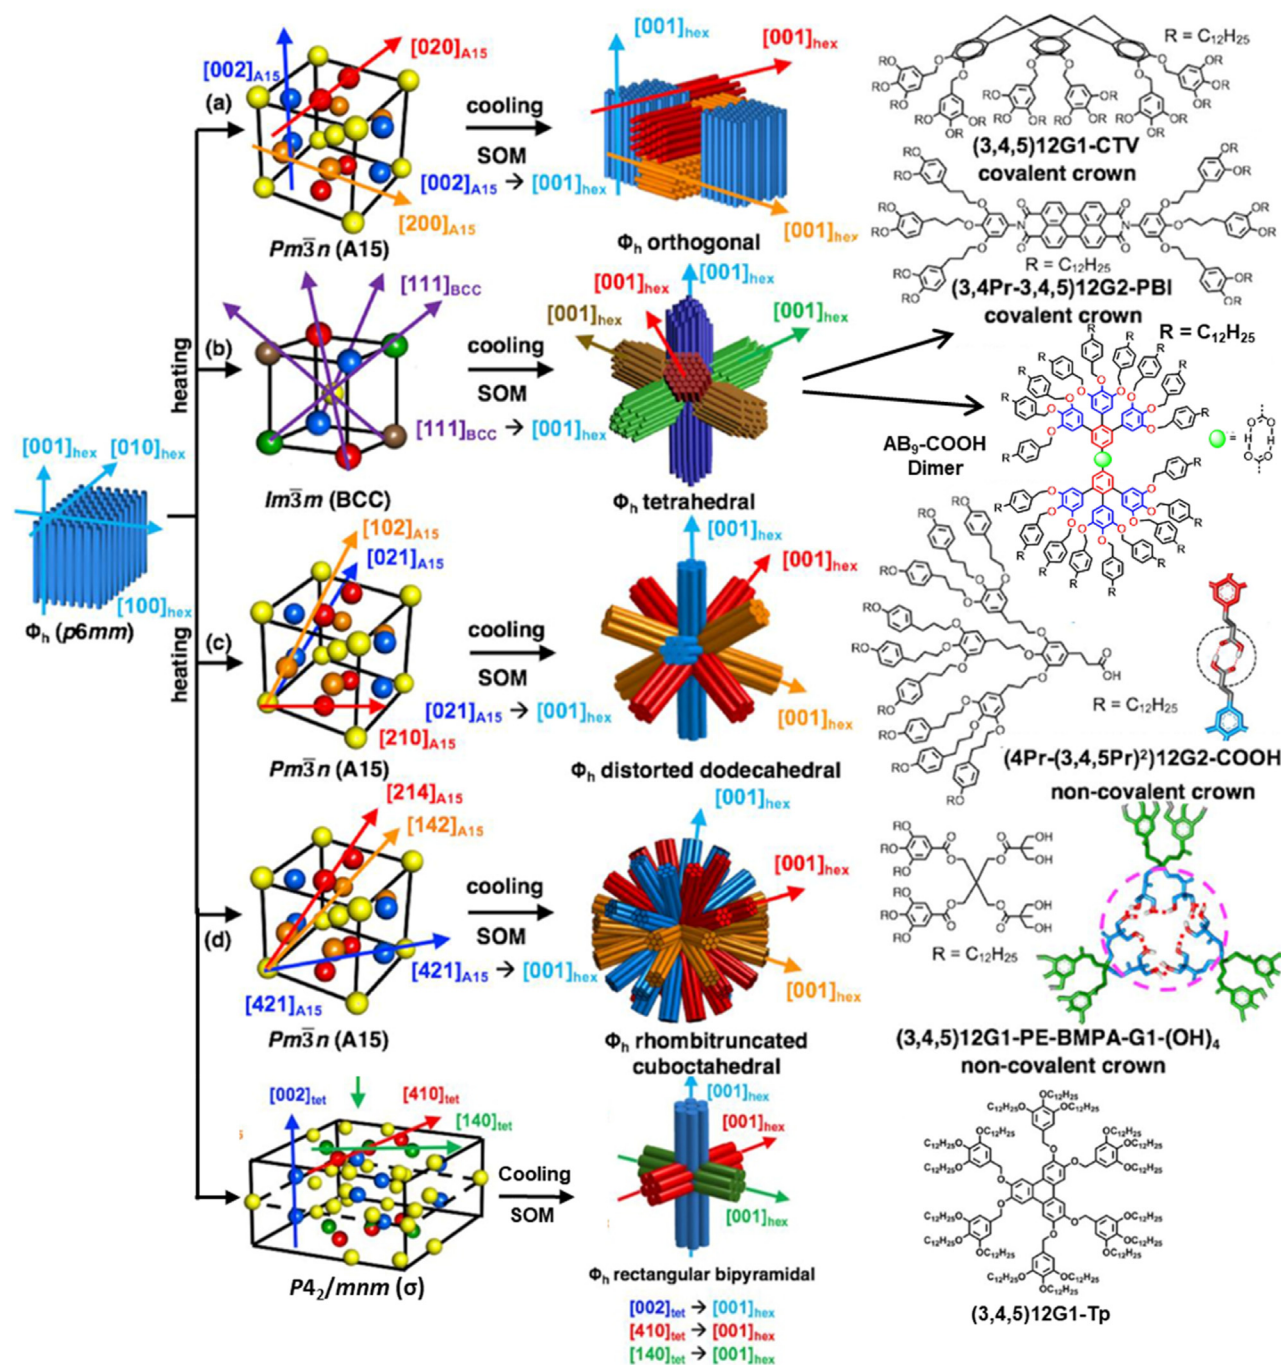 heating
heating
[001]hex [010]hex
[100]hex
Φh (p6mm)
(a)
[002]A15
[020]A15
[200]A15
Pm3̅n (A15)
cooling
SOM
[002]A15 → [001]hex
[001]hex
[001]hex
[001]hex
Φh orthogonal
(b)
[111]BCC
Im3̅m (BCC)
cooling
SOM
[111]BCC → [001]hex
[001]hex
[001]hex
[001]hex
[001]hex
Φh tetrahedral
(c)
[102]A15
[021]A15
[210]A15
Pm3̅n (A15)
cooling
SOM
[021]A15 → [001]hex
[001]hex
[001]hex
[001]hex
Φh distorted dodecahedral
(d)
[214]A15
[142]A15
[421]A15
Pm3̅n (A15)
cooling
SOM
[421]A15 → [001]hex
[001]hex
[001]hex
[001]hex
Φh rhombitruncated
cuboctahedral
[002]tet
[410]tet
[140]tet
P42/mnm (σ)
Cooling
SOM
[001]hex
[001]hex
[001]hex
Φh rectangular bipyramidal
[002]tet → [001]hex
[410]tet → [001]hex
[140]tet → [001]hex
R = C12H25
(3,4,5)12G1-CTV
covalent crown
R = C12H25
(3,4Pr-3,4,5)12G2-PBI
covalent crown
R = C12H25
AB9-COOH
Dimer
R = C12H25
(4Pr-(3,4,5Pr)2)12G2-COOH
non-covalent crown
R = C12H25
(3,4,5)12G1-PE-BMPA-G1-(OH)4
non-covalent crown
(3,4,5)12G1-Tp